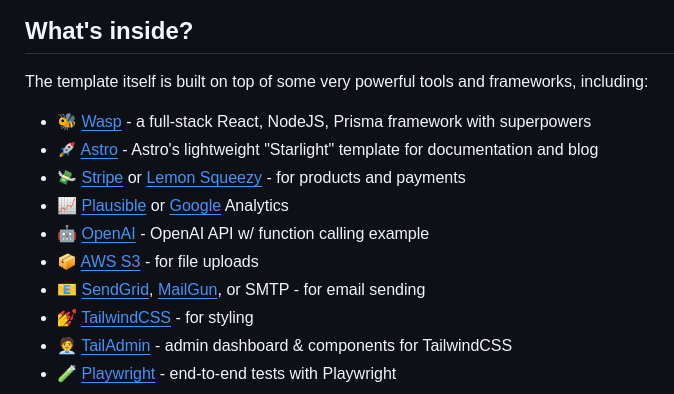 What's inside?
The template itself is built on top of some very powerful tools and frameworks, including:
• 🐝 Wasp - a full-stack React, NodeJS, Prisma framework with superpowers
• 🚀 Astro - Astro's lightweight "Starlight" template for documentation and blog
• 💸 Stripe or Lemon Squeezy - for products and payments
• 📈 Plausible or Google Analytics
• 🤖 OpenAI - OpenAI API w/ function calling example
• 📦 AWS S3 - for file uploads
• 📧 SendGrid, MailGun, or SMTP - for email sending
• 💅 TailwindCSS - for styling
• 🧑‍💼 TailAdmin - admin dashboard & components for TailwindCSS
• 🧪 Playwright - end-to-end tests with Playwright